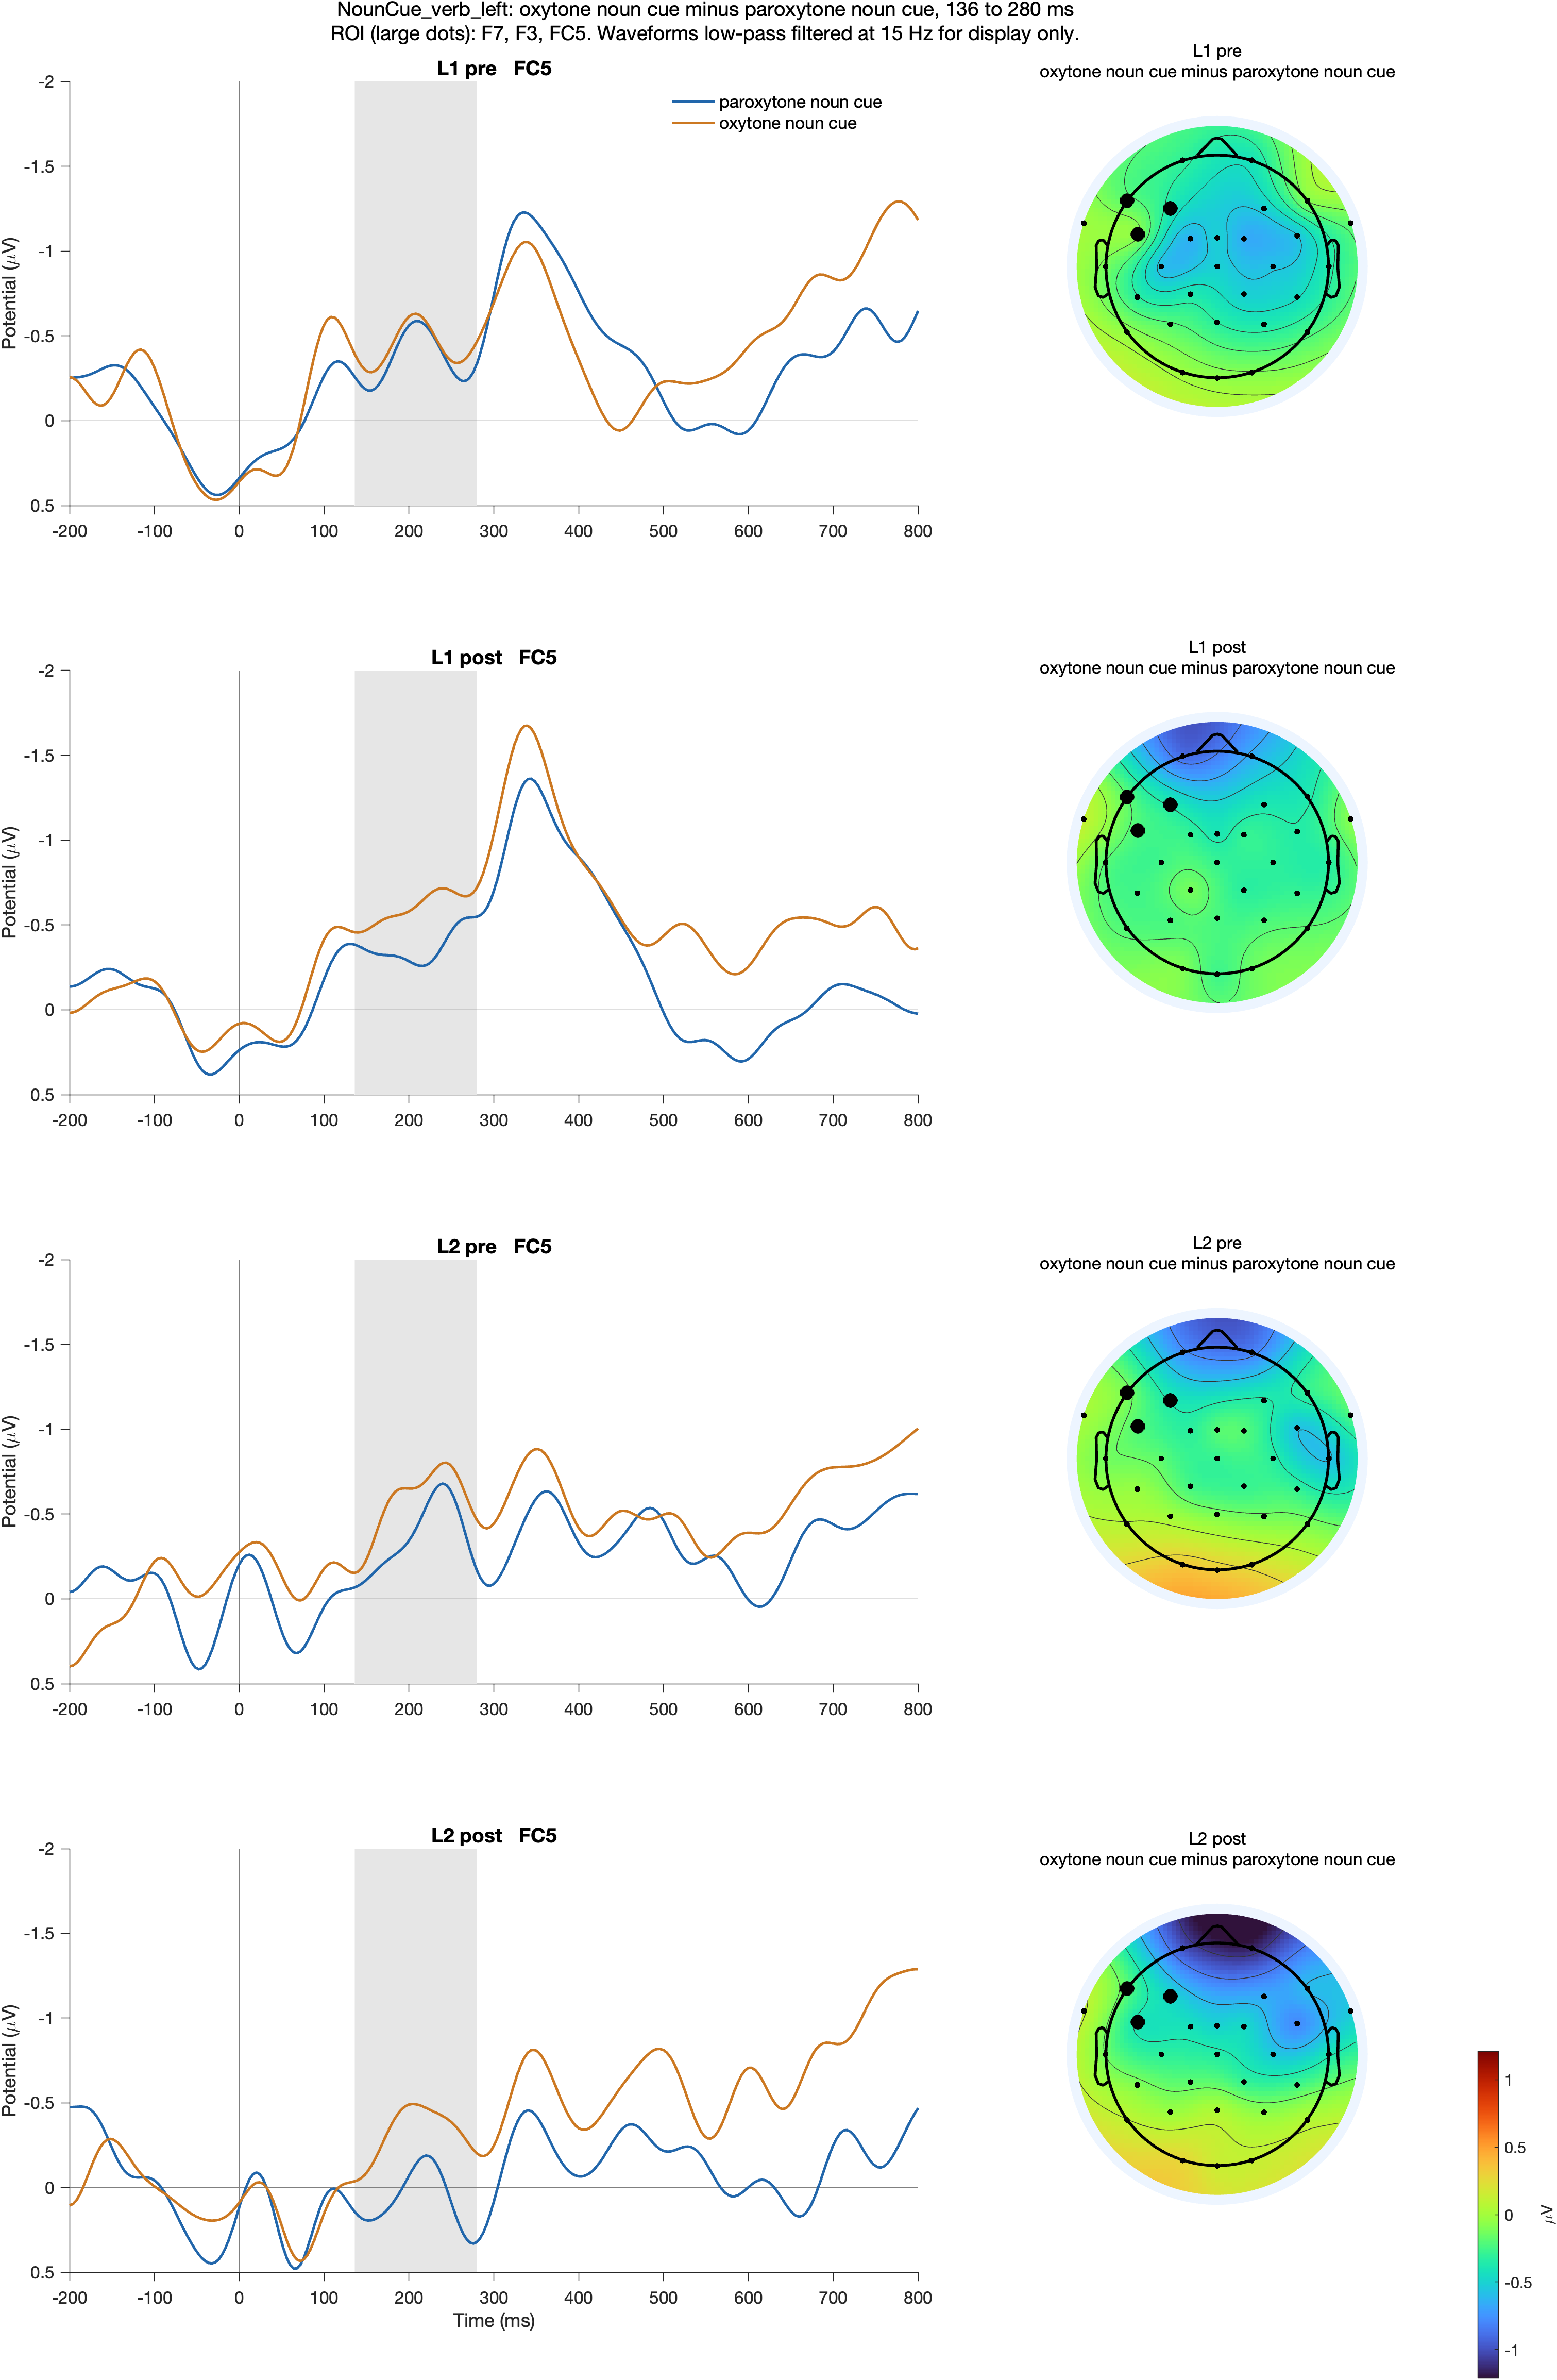 NounCue_verb_left: oxytone noun cue minus paroxytone noun cue, 136 to 280 ms
ROI (large dots): F7, F3, FC5. Waveforms low-pass filtered at 15 Hz for display only.
L1 pre FC5
paroxytone noun cue
oxytone noun cue
Potential (μV)
-2
-1.5
-1
-0.5
0
0.5
-200 -100 0 100 200 300 400 500 600 700 800
L1 pre
oxytone noun cue minus paroxytone noun cue
L1 post FC5
Potential (μV)
-2
-1.5
-1
-0.5
0
0.5
-200 -100 0 100 200 300 400 500 600 700 800
L1 post
oxytone noun cue minus paroxytone noun cue
L2 pre FC5
Potential (μV)
-2
-1.5
-1
-0.5
0
0.5
-200 -100 0 100 200 300 400 500 600 700 800
L2 pre
oxytone noun cue minus paroxytone noun cue
L2 post FC5
Potential (μV)
-2
-1.5
-1
-0.5
0
0.5
-200 -100 0 100 200 300 400 500 600 700 800
Time (ms)
L2 post
oxytone noun cue minus paroxytone noun cue
1
0.5
0
-0.5
-1
μV